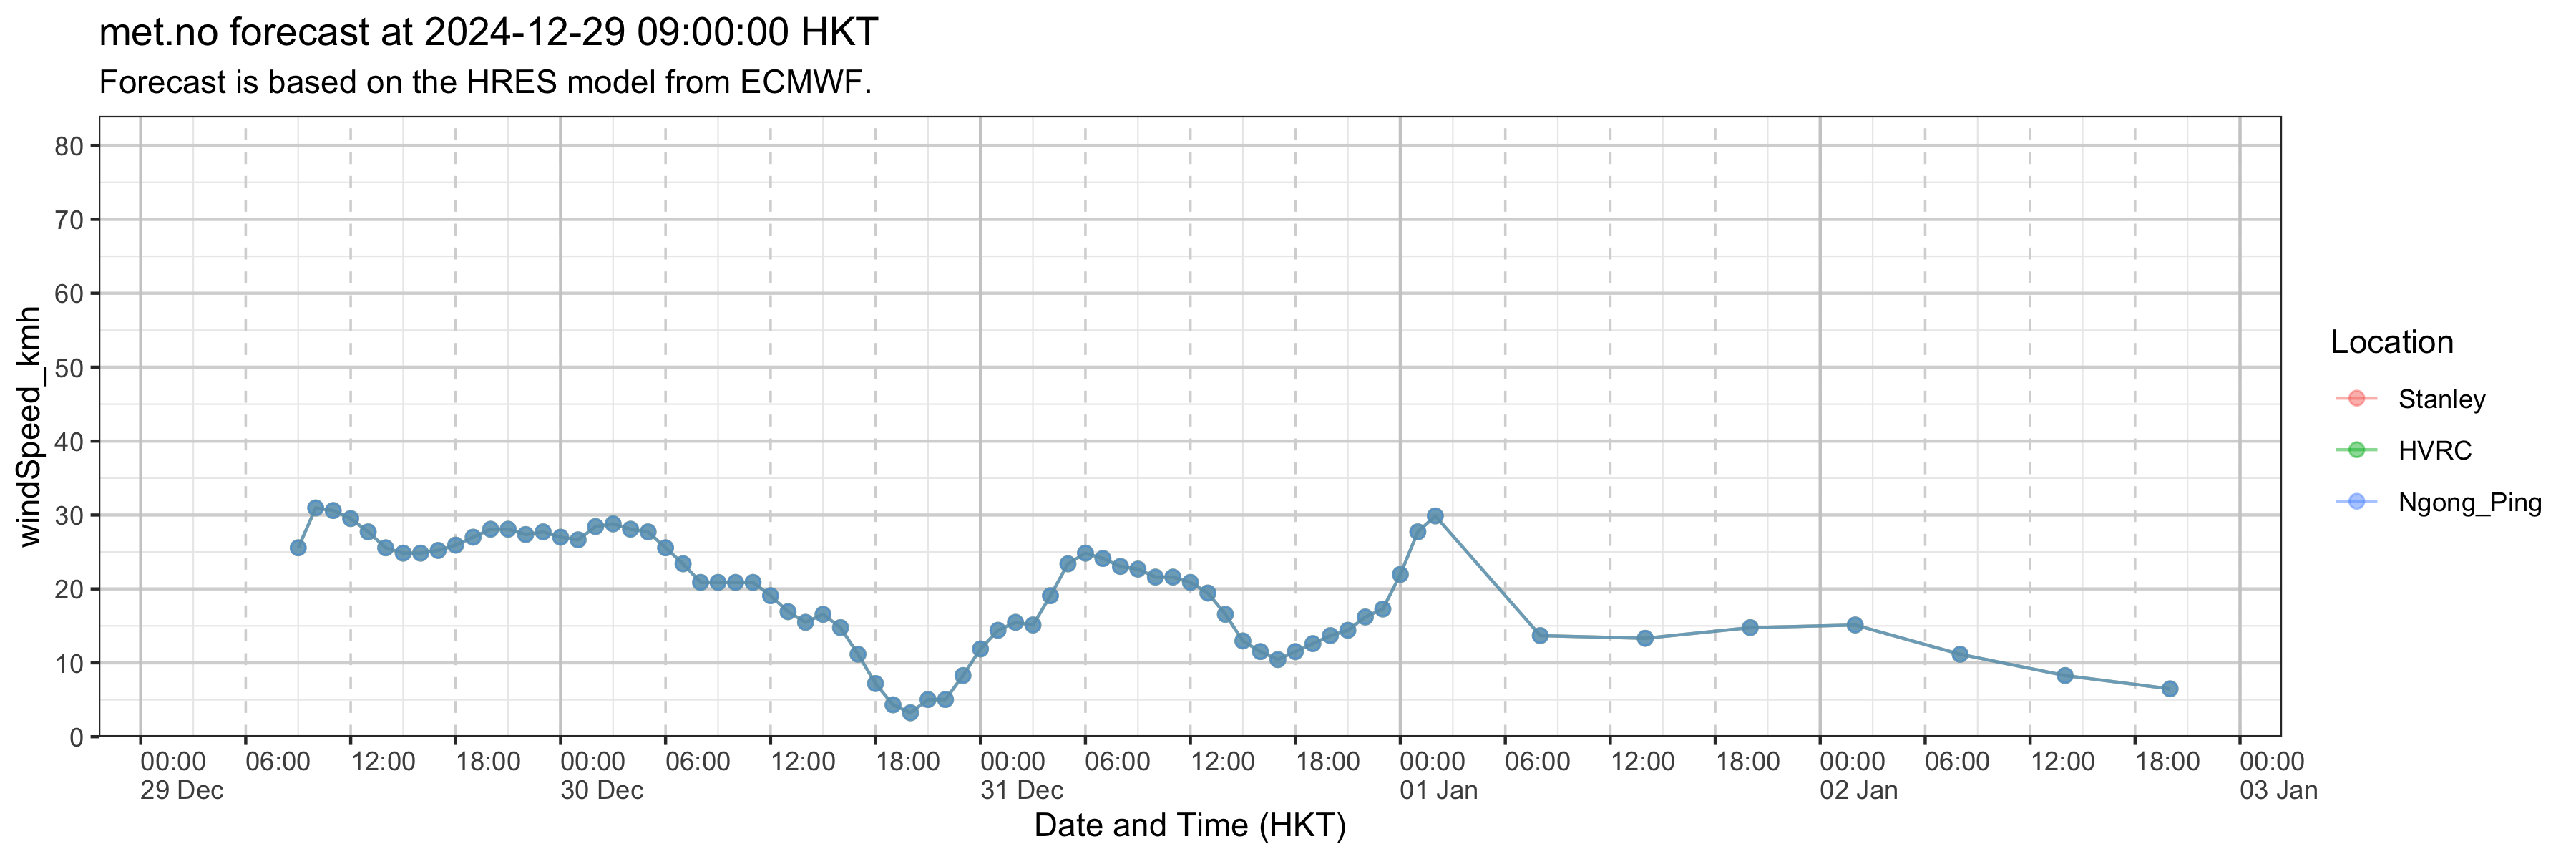 met.no forecast at 2024-12-29 09:00:00 HKT
Forecast is based on the HRES model from ECMWF.
windSpeed_kmh
80
70
60
50
40
30
20
10
0
00:00 06:00 12:00 18:00 00:00 06:00 12:00 18:00 00:00 06:00 12:00 18:00 00:00 06:00 12:00 18:00 00:00 06:00 12:00 18:00 00:00
29 Dec 30 Dec 31 Dec 01 Jan 02 Jan 03 Jan
Date and Time (HKT)
Location
Stanley
HVRC
Ngong_Ping